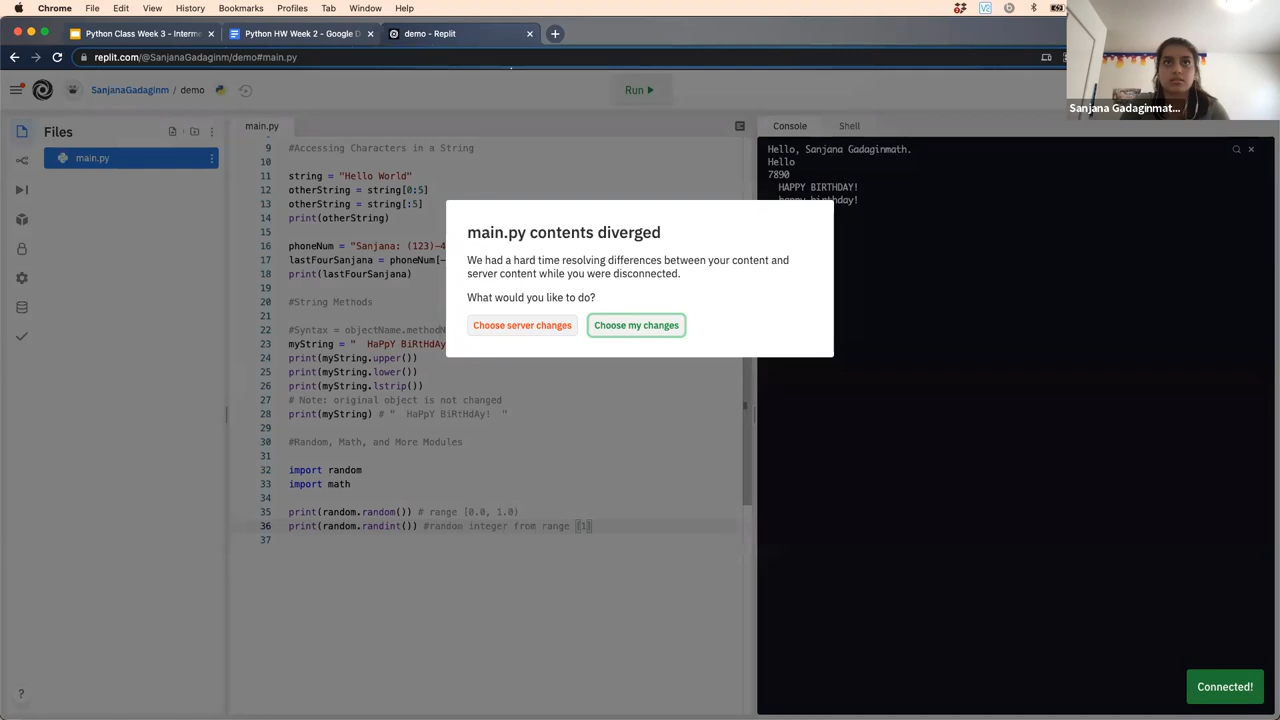 Chrome File Edit View History Bookmarks Profiles Tab Window Help
Python Class Week 3 - Interme
Python HW Week 2 - Google D
demo - Replit
replit.com/@SanjanaGadaginm/demo#main.py
SanjanaGadaginm / demo
Run
Sanjana Gadaginmat...
Files
main.py
main.py
Console
Shell
9 #Accessing Characters in a String
10
11 string = "Hello World"
12 otherString = string[0:5]
13 otherString = string[:5]
14 print(otherString)
15
16 phoneNum = "Sanjana: (123)-4
17 lastFourSanjana = phoneNum[-
18 print(lastFourSanjana)
19
20 #String Methods
21
22 #Syntax = objectName.methodN
23 myString = "  HaPpY BiRtHdAy
24 print(myString.upper())
25 print(myString.lower())
26 print(myString.lstrip())
27 # Note: original object is not changed
28 print(myString) # "  HaPpY BiRtHdAy!  "
29
30 #Random, Math, and More Modules
31
32 import random
33 import math
34
35 print(random.random()) # range [0.0, 1.0)
36 print(random.randint()) #random integer from range [1]
37
Hello, Sanjana Gadaginmath.
Hello
7890
HAPPY BIRTHDAY!
happy birthday!
main.py contents diverged
We had a hard time resolving differences between your content and
server content while you were disconnected.
What would you like to do?
Choose server changes
Choose my changes
Connected!
?